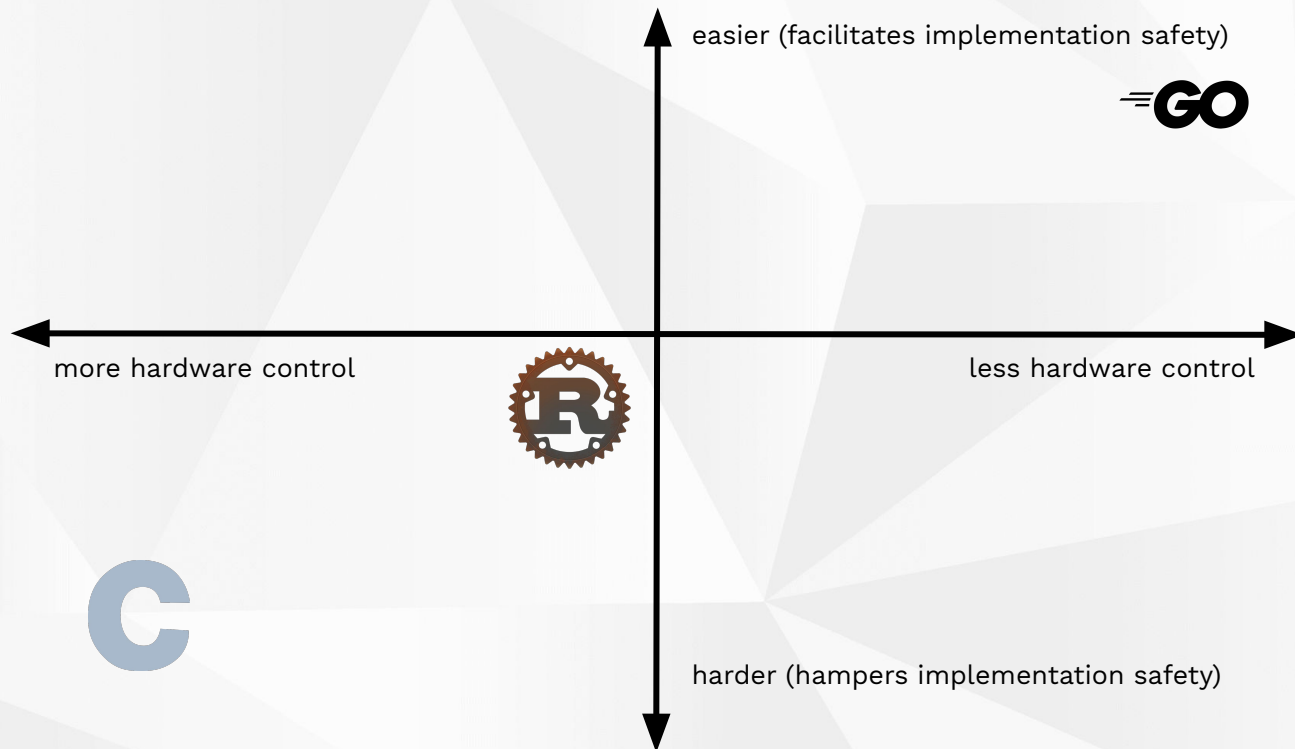 easier (facilitates implementation safety)
GO
more hardware control
less hardware control
R
C
harder (hampers implementation safety)